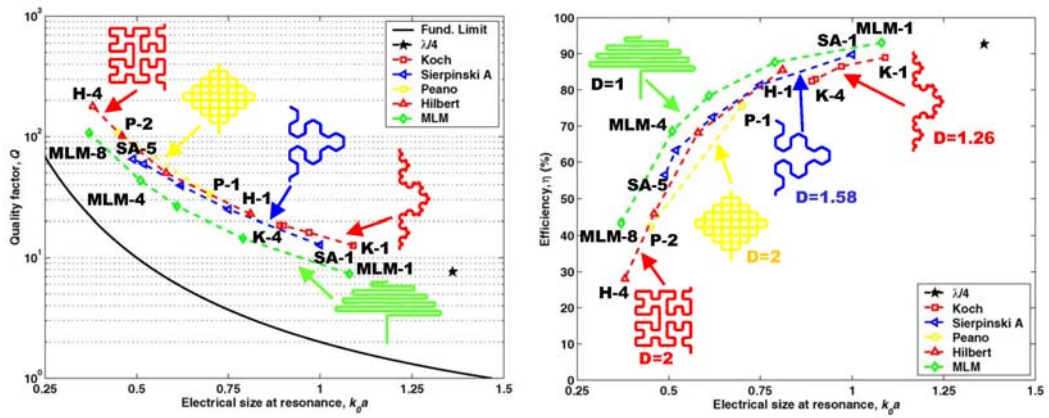 10³
Fund. Limit
λ/4
Koch
Sierpinski A
Peano
Hilbert
MLM
H-4
P-2
10²
SA-5
MLM-8
P-1
H-1
MLM-4
K-4
K-1
SA-1
MLM-1
10¹
10⁰
Quality factor, Q
0.25
0.5
0.75
1
1.25
1.5
Electrical size at resonance, k₀a
100
90
80
70
60
50
40
30
20
10
0
Efficiency, η (%)
MLM-1
SA-1
D=1
H-1
K-4
K-1
MLM-4
P-1
D=1.26
SA-5
D=1.58
MLM-8
P-2
D=2
H-4
D=2
λ/4
Koch
Sierpinski A
Peano
Hilbert
MLM
0.25
0.5
0.75
1
1.25
1.5
Electrical size at resonance, k₀a